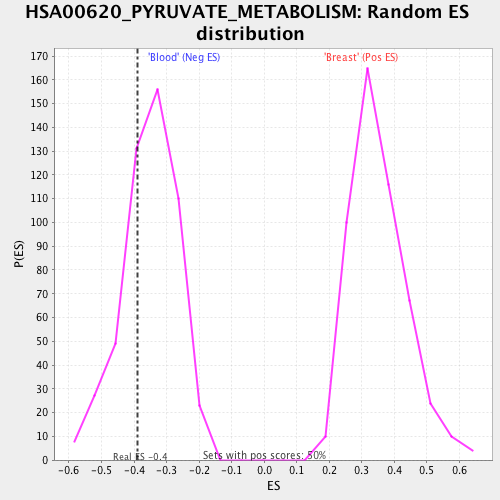 HSA00620_PYRUVATE_METABOLISM: Random ES
distribution
'Blood' (Neg ES)
'Breast' (Pos ES)
170
160
150
140
130
120
110
100
90
80
70
60
50
40
30
20
10
0
P(ES)
Real ES -0.4
Sets with pos scores: 50%
-0.6 -0.5 -0.4 -0.3 -0.2 -0.1 0.0 0.1 0.2 0.3 0.4 0.5 0.6
ES